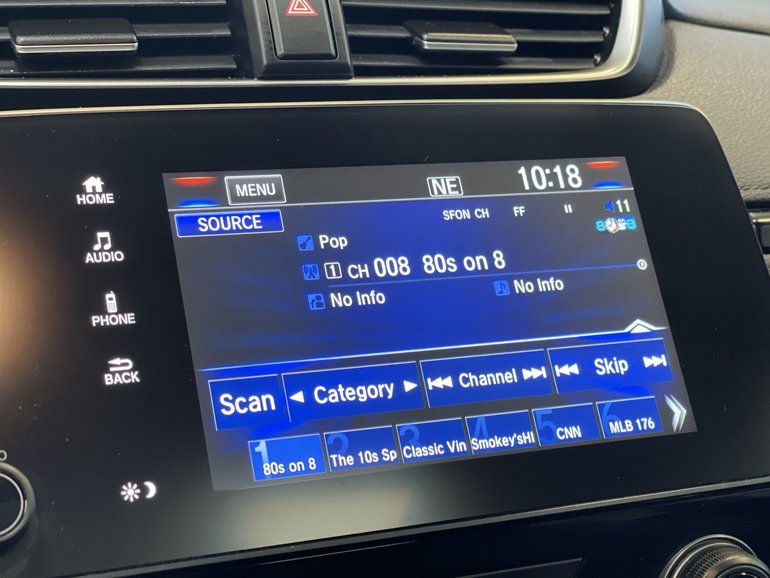 MENU
NE
10:18
SOURCE
SFON CH FF
11
Pop
1 CH 008 80s on 8
No Info
No Info
HOME
AUDIO
PHONE
BACK
Scan
Category
Channel
Skip
1 80s on 8
2 The 10s Sp
3 Classic Vin
4 Smokey'sHI
5 CNN
6 MLB 176